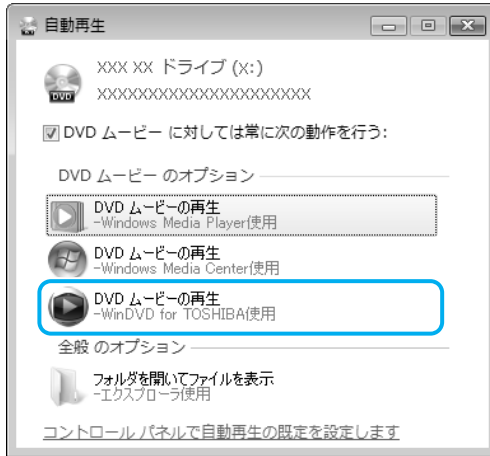 自動再生
XXX XX ドライブ (X:)
XXXXXXXXXXXXXXXXXXXXX
DVD ムービー に対しては常に次の動作を行う:
DVD ムービー のオプション
DVD ムービーの再生
-Windows Media Player使用
DVD ムービーの再生
-Windows Media Center使用
DVD ムービーの再生
-WinDVD for TOSHIBA使用
全般 のオプション
フォルダを開いてファイルを表示
-エクスプローラ使用
コントロール パネルで自動再生の既定を設定します